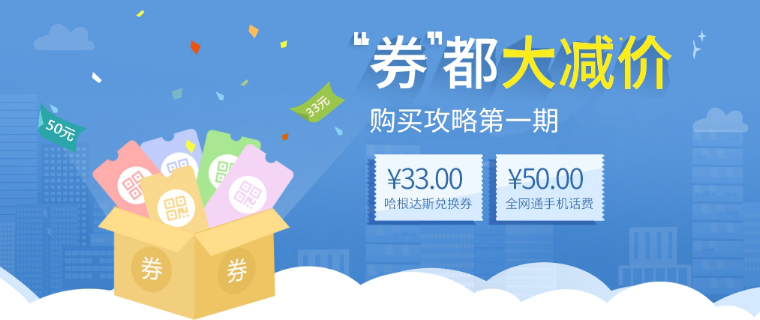 “券”都大减价
购买攻略第一期
¥33.00
哈根达斯兑换券
¥50.00
全网通手机话费
50元
33元
券
券